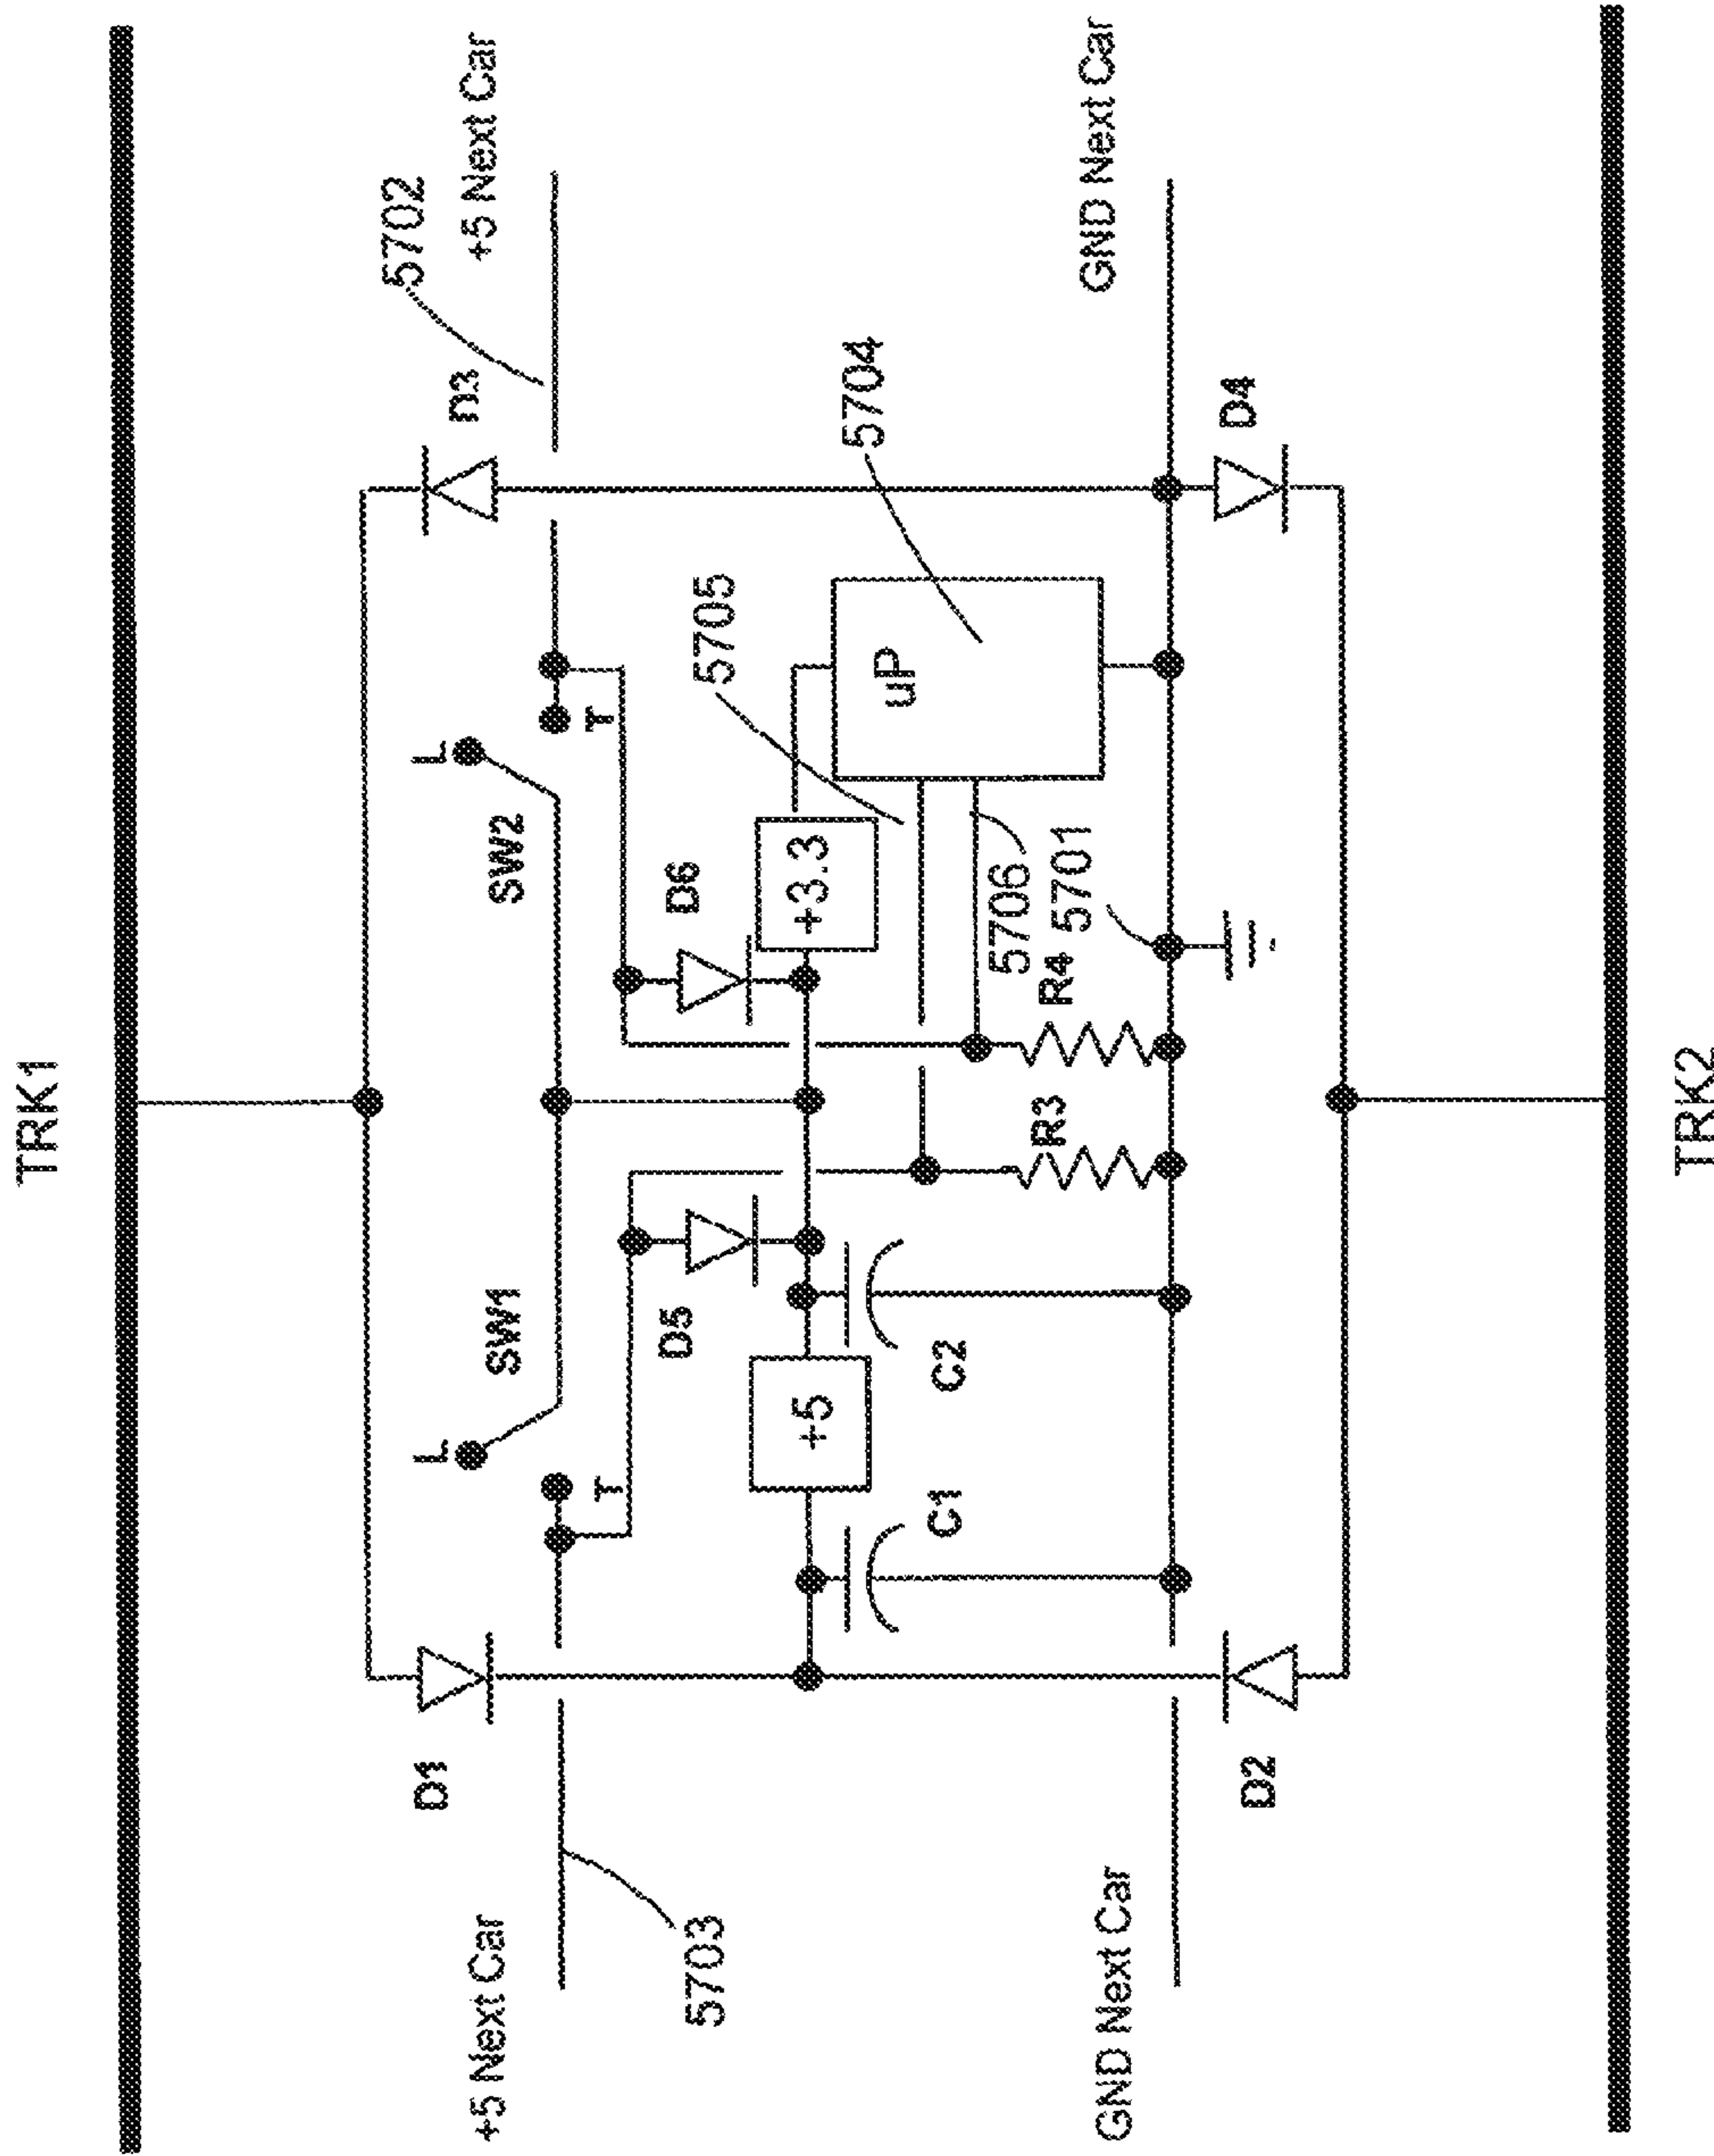 TRK1
+5 Next Car
5703
D1
L
SW1
T
D5
SW2
L
T
D6
D3
5702
+5 Next Car
+5
+3.3
uP
5705
5704
C1
C2
R3
R4
5706
5701
GND Next Car
D2
D4
GND Next Car
TRK2